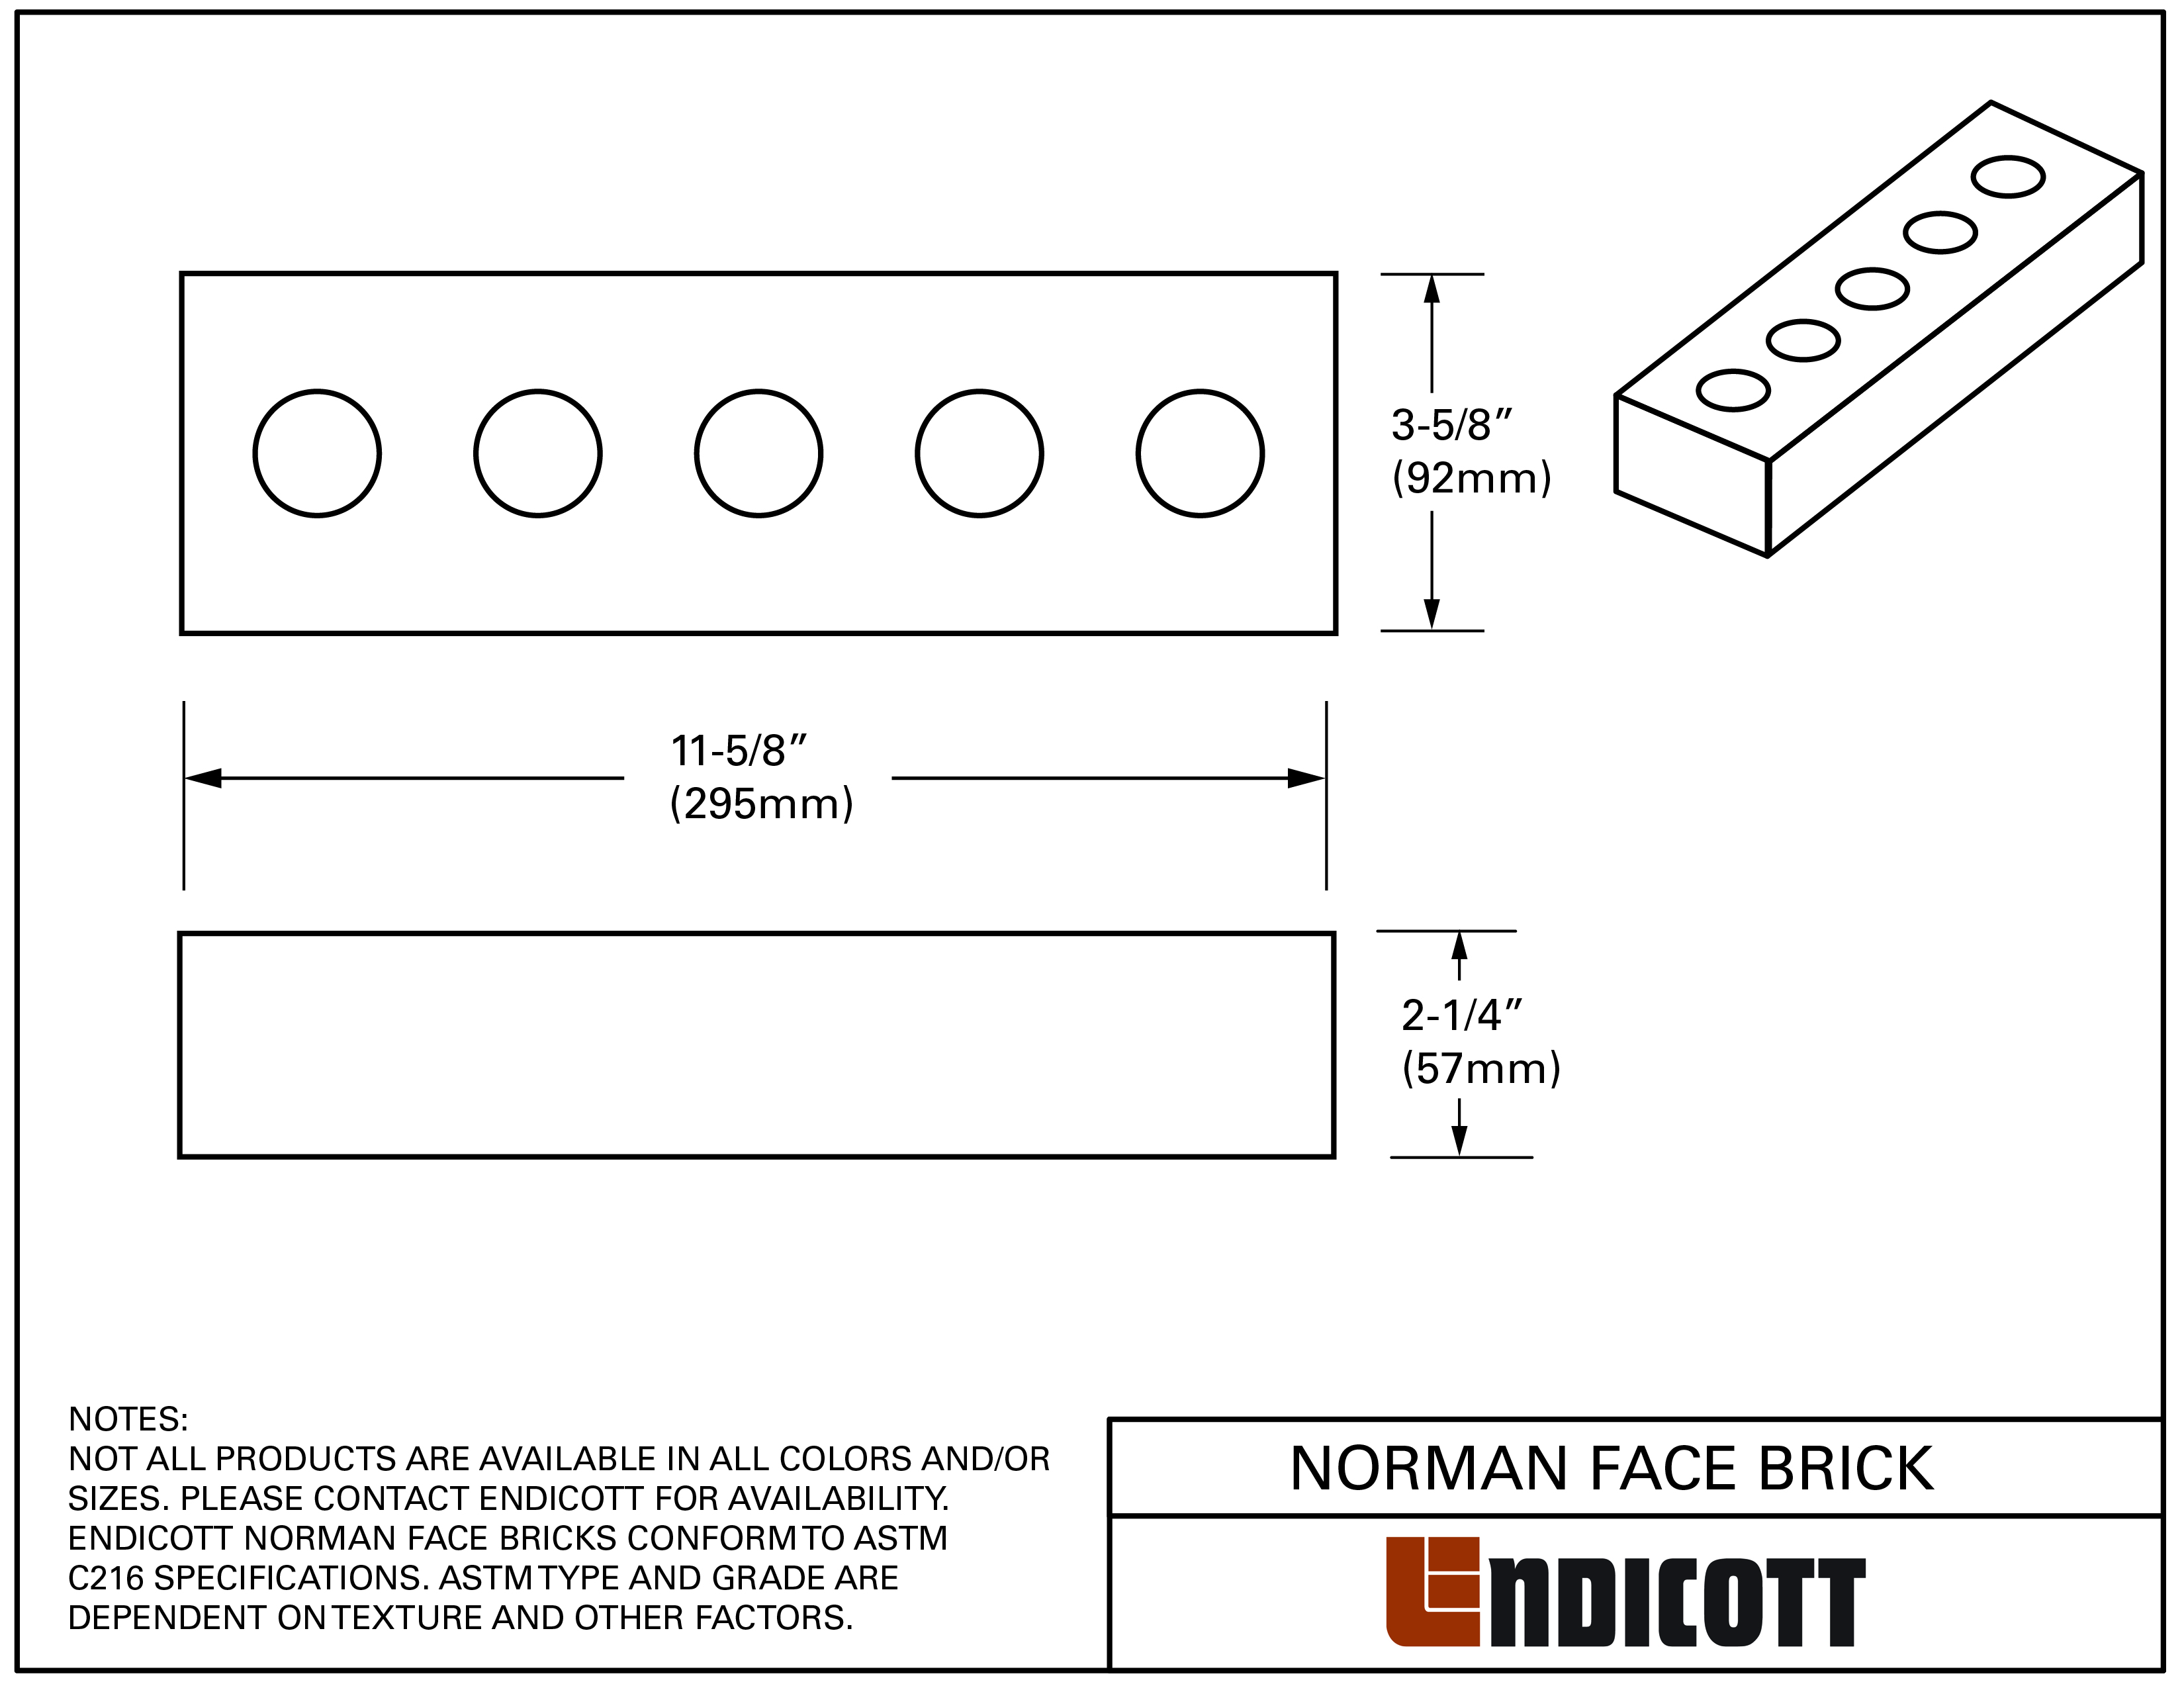 3-5/8”
(92mm)
11-5/8”
(295mm)
2-1/4”
(57mm)
NOTES:
NOT ALL PRODUCTS ARE AVAILABLE IN ALL COLORS AND/OR
SIZES. PLEASE CONTACT ENDICOTT FOR AVAILABILITY.
ENDICOTT NORMAN FACE BRICKS CONFORM TO ASTM
C216 SPECIFICATIONS. ASTM TYPE AND GRADE ARE
DEPENDENT ON TEXTURE AND OTHER FACTORS.
NORMAN FACE BRICK
ENDICOTT